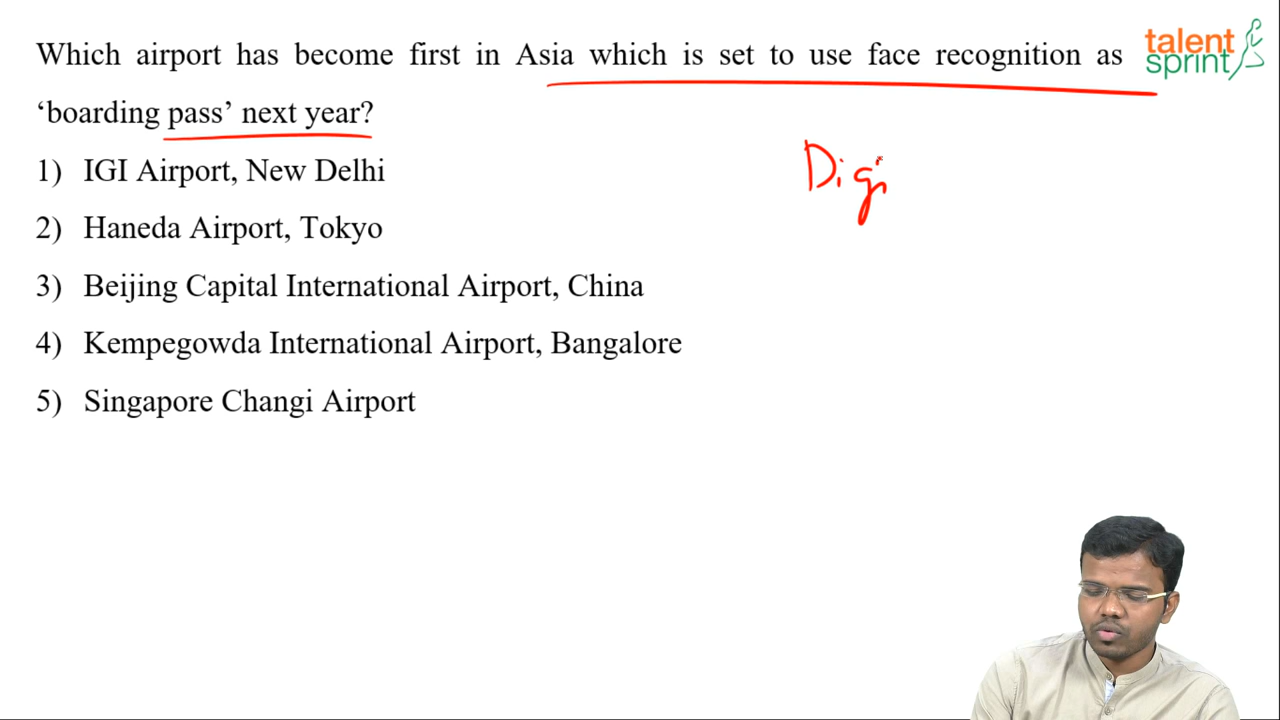 Which airport has become first in Asia which is set to use face recognition as
‘boarding pass’ next year?
talent
sprint
Digi
1) IGI Airport, New Delhi
2) Haneda Airport, Tokyo
3) Beijing Capital International Airport, China
4) Kempegowda International Airport, Bangalore
5) Singapore Changi Airport